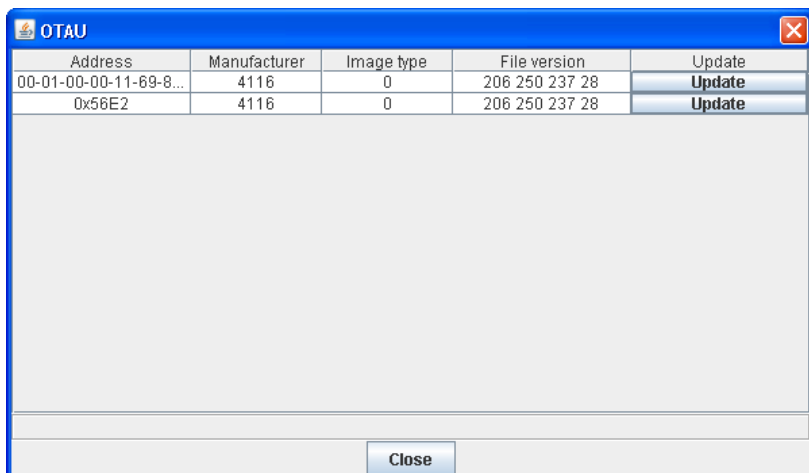 OTAU
Address Manufacturer Image type File version Update
00-01-00-00-11-69-8... 4116 0 206 250 237 28 Update
0x56E2 4116 0 206 250 237 28 Update
Close